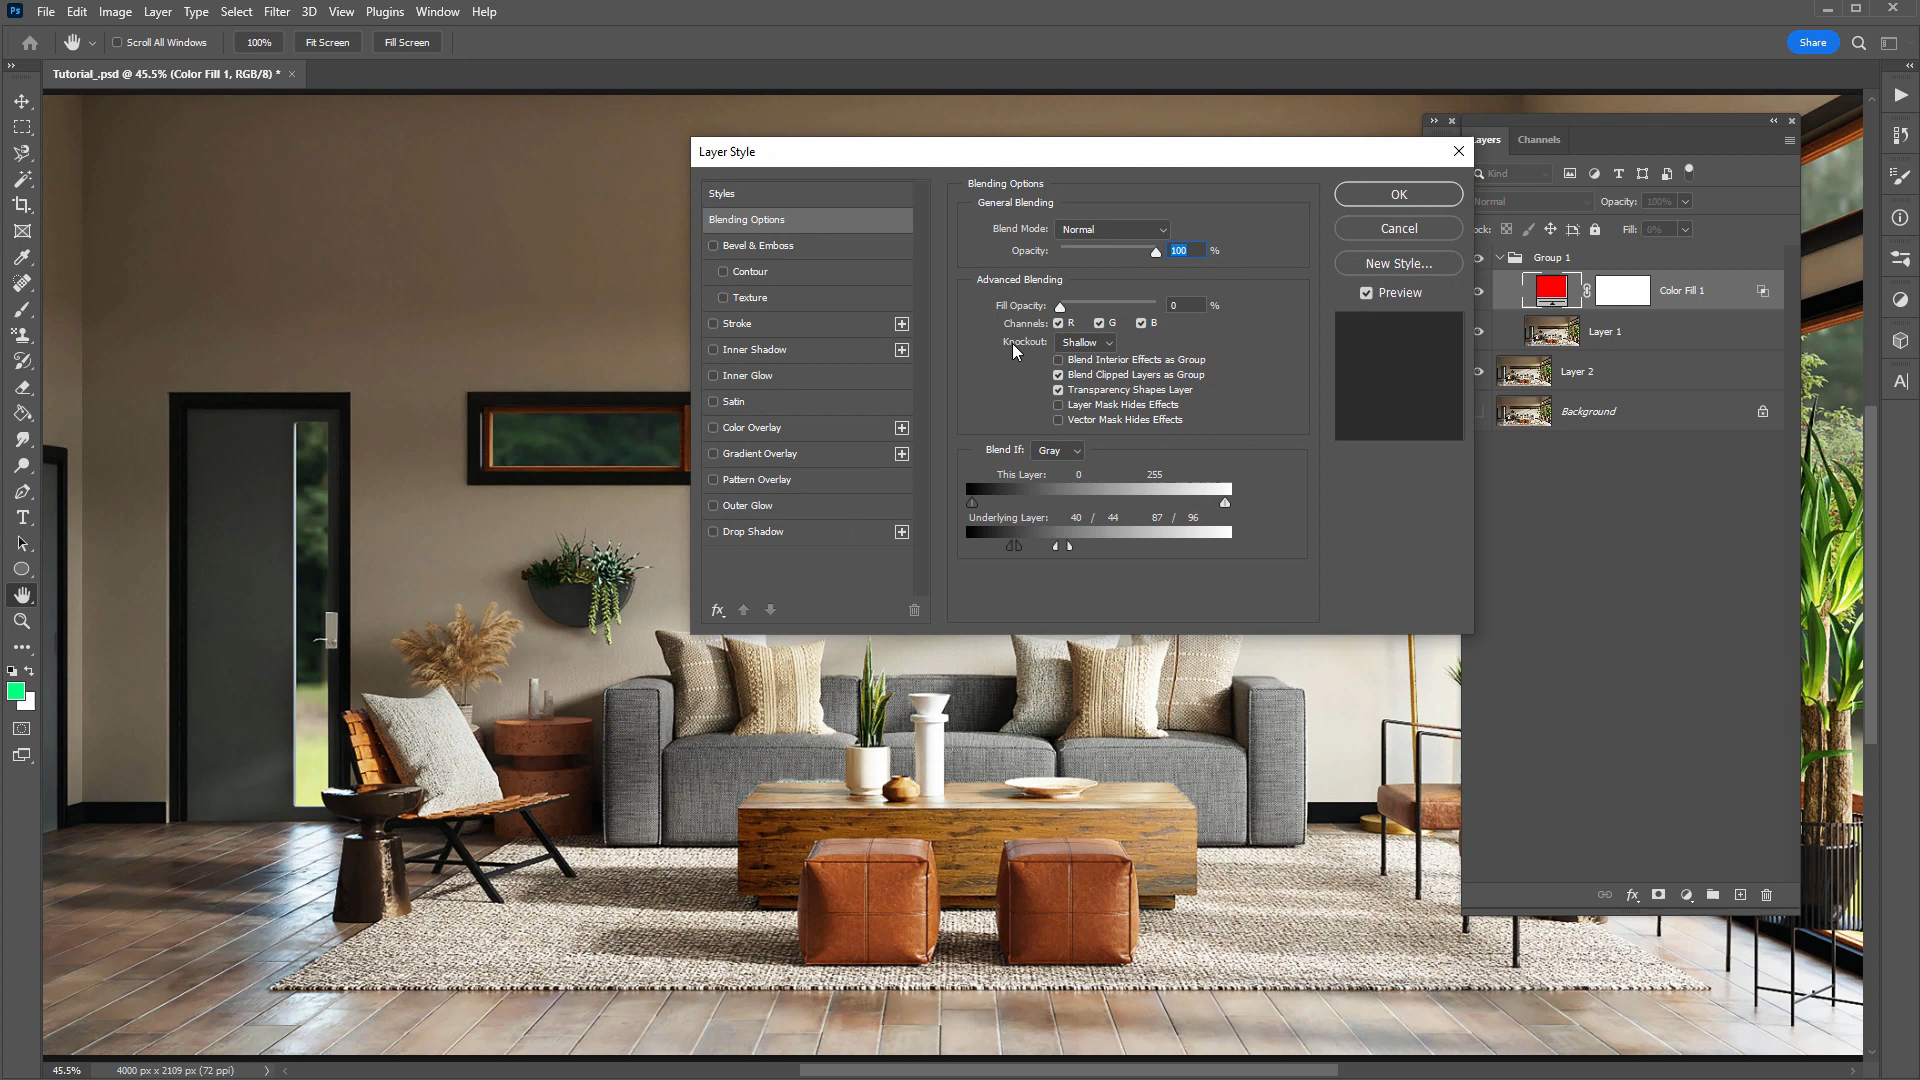 Ps File Edit Image Layer Type Select Filter 3D View Plugins Window Help
Scroll All Windows 100% Fit Screen Fill Screen Share
Tutorial_.psd @ 45.5% (Color Fill 1, RGB/8) * ×
Layer Style
Styles
Blending Options
Bevel & Emboss
Contour
Texture
Stroke
Inner Shadow
Inner Glow
Satin
Color Overlay
Gradient Overlay
Pattern Overlay
Outer Glow
Drop Shadow
fx
Blending Options
General Blending
Blend Mode: Normal
Opacity: 100 %
Advanced Blending
Fill Opacity: 0 %
Channels: R G B
Knockout: Shallow
Blend Interior Effects as Group
Blend Clipped Layers as Group
Transparency Shapes Layer
Layer Mask Hides Effects
Vector Mask Hides Effects
Blend If: Gray
This Layer: 0 255
Underlying Layer: 40 / 44 87 / 96
OK
Cancel
New Style...
Preview
ayers Channels
Kind
Normal Opacity: 100%
ock: Fill: 0%
Group 1
Color Fill 1
Layer 1
Layer 2
Background
fx
45.5% 4000 px x 2109 px (72 ppi)